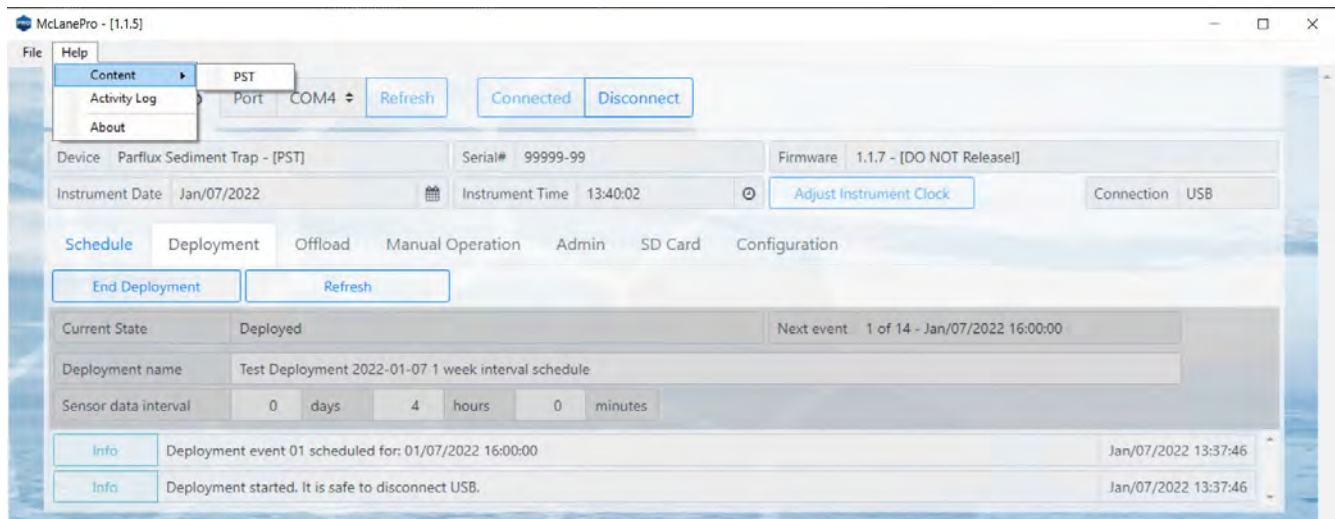 McLanePro - [1.1.5]
File Help
Content PST
Activity Log
About
Port COM4 Refresh Connected Disconnect
Device Parflux Sediment Trap - [PST] Serial# 99999-99 Firmware 1.1.7 - [DO NOT Release!]
Instrument Date Jan/07/2022 Instrument Time 13:40:02 Adjust Instrument Clock Connection USB
Schedule Deployment Offload Manual Operation Admin SD Card Configuration
End Deployment Refresh
Current State Deployed Next event 1 of 14 - Jan/07/2022 16:00:00
Deployment name Test Deployment 2022-01-07 1 week interval schedule
Sensor data interval 0 days 4 hours 0 minutes
Info Deployment event 01 scheduled for: 01/07/2022 16:00:00 Jan/07/2022 13:37:46
Info Deployment started. It is safe to disconnect USB. Jan/07/2022 13:37:46